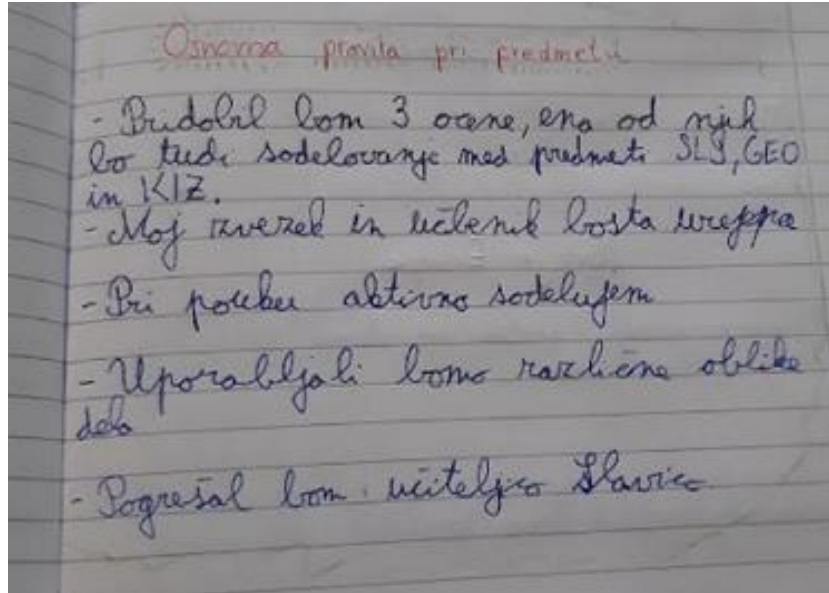 Osnovna pravila pri predmetu
- Pridobil bom 3 ocene, ena od njih
bo tudi sodelovanje med predmeti SLJ, GEO
in KIZ.
- Moj zvezek in učbenik bosta urejena
- Pri pouku aktivno sodelujem
- Uporabljali bomo različne oblike
dela
- Pogrešal bom učiteljico Slavico